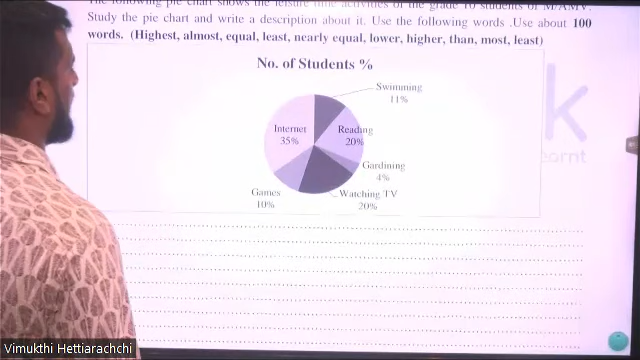 The following pie chart shows the leisure time activities of the grade 10 students of M/AMV.
Study the pie chart and write a description about it. Use the following words .Use about 100
words. (Highest, almost, equal, least, nearly equal, lower, higher, than, most, least)
No. of Students %
Swimming
11%
Internet
35%
Reading
20%
Gardining
4%
Games
10%
Watching TV
20%
k
earnt
Vimukthi Hettiarachchi